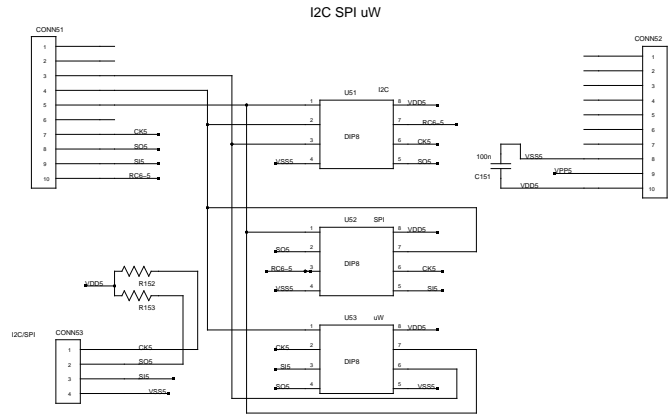 I2C SPI uW
CONN51
1
2
3
4
5
6
7 CK5
8 SO5
9 SI5
10 RC6-5
U51 I2C
1 8 VDD5
2 7 RC6-5
DIP8
3 6 CK5
VSS5 4 5 SO5
U52 SPI
1 8 VDD5
SO5 2 7
RC6-5 3 DIP8 6 CK5
VSS5 4 5 SI5
U53 uW
1 8 VDD5
CK5 2 7
DIP8
SI5 3 6
SO5 4 5 VSS5
CONN52
1
2
3
4
5
6
7
8 VSS5
9 VPP5
10 VDD5
100n
C151
VDD5
R152
R153
I2C/SPI CONN53
1 CK5
2 SO5
3 SI5
4 VSS5